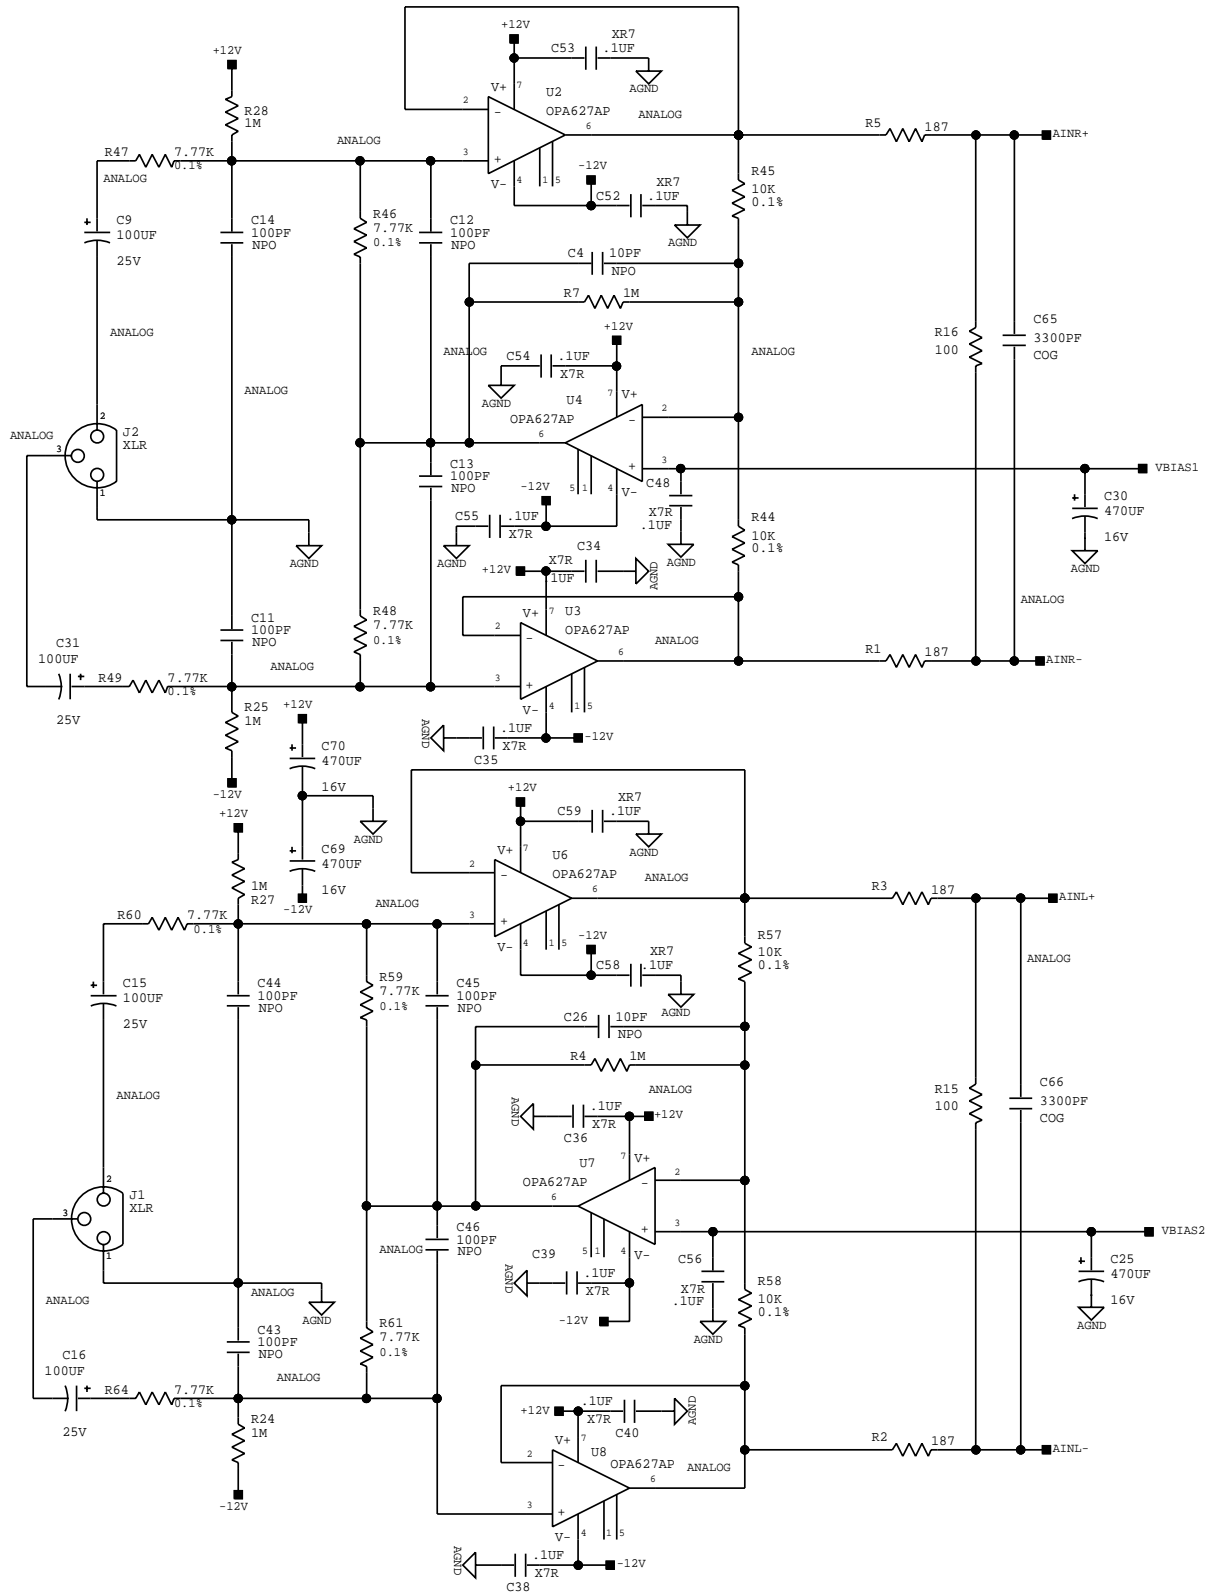 +12V
C53
XR7
.1UF
AGND
+12V
V+
7
U2
OPA627AP
ANALOG
2
-
6
R28
1M
ANALOG
R5
187
AINR+
R47
7.77K
0.1%
3
+
V-
4
1
5
-12V
XR7
C52
.1UF
AGND
R45
10K
0.1%
ANALOG
+
C9
100UF
25V
C14
100PF
NPO
R46
7.77K
0.1%
C12
100PF
NPO
C4
10PF
NPO
R7
1M
+12V
ANALOG
ANALOG
C54
.1UF
X7R
AGND
ANALOG
R16
100
C65
3300PF
COG
ANALOG
7
V+
U4
OPA627AP
2
-
6
ANALOG
2
J2
XLR
3
1
C13
100PF
NPO
3
+
C48
X7R
.1UF
AGND
VBIAS1
-12V
5
1
4
V-
C55
.1UF
X7R
AGND
+
C30
470UF
16V
AGND
AGND
R44
10K
0.1%
X7R
C34
+12V
1UF
AGND
C11
100PF
NPO
R48
7.77K
0.1%
V+
7
U3
OPA627AP
2
-
6
ANALOG
ANALOG
R1
187
AINR-
C31
100UF
+
25V
R49
7.77K
0.1%
ANALOG
3
+
V-
4
1
5
R25
1M
-12V
+12V
+
C70
470UF
16V
AGND
.1UF
X7R
C35
-12V
AGND
+12V
+
C69
470UF
16V
-12V
+12V
C59
XR7
.1UF
AGND
V+
7
U6
OPA627AP
2
-
6
ANALOG
1M
R27
ANALOG
R3
187
AINL+
R60
7.77K
0.1%
3
+
V-
4
1
5
-12V
XR7
C58
.1UF
AGND
R57
10K
0.1%
ANALOG
+
C15
100UF
25V
C44
100PF
NPO
R59
7.77K
0.1%
C45
100PF
NPO
C26
10PF
NPO
R4
1M
ANALOG
ANALOG
AGND
.1UF
X7R
C36
+12V
R15
100
C66
3300PF
COG
7
V+
U7
OPA627AP
2
-
6
2
J1
XLR
3
1
C46
100PF
NPO
ANALOG
3
+
VBIAS2
5
1
4
V-
C39
.1UF
X7R
AGND
-12V
C56
X7R
.1UF
AGND
+
C25
470UF
16V
AGND
ANALOG
ANALOG
AGND
R58
10K
0.1%
C43
100PF
NPO
R61
7.77K
0.1%
C16
100UF
+
25V
R64
7.77K
0.1%
ANALOG
+12V
.1UF
X7R
C40
AGND
R24
1M
-12V
V+
7
U8
OPA627AP
2
-
6
ANALOG
R2
187
AINL-
3
+
V-
4
1
5
AGND
.1UF
X7R
C38
-12V